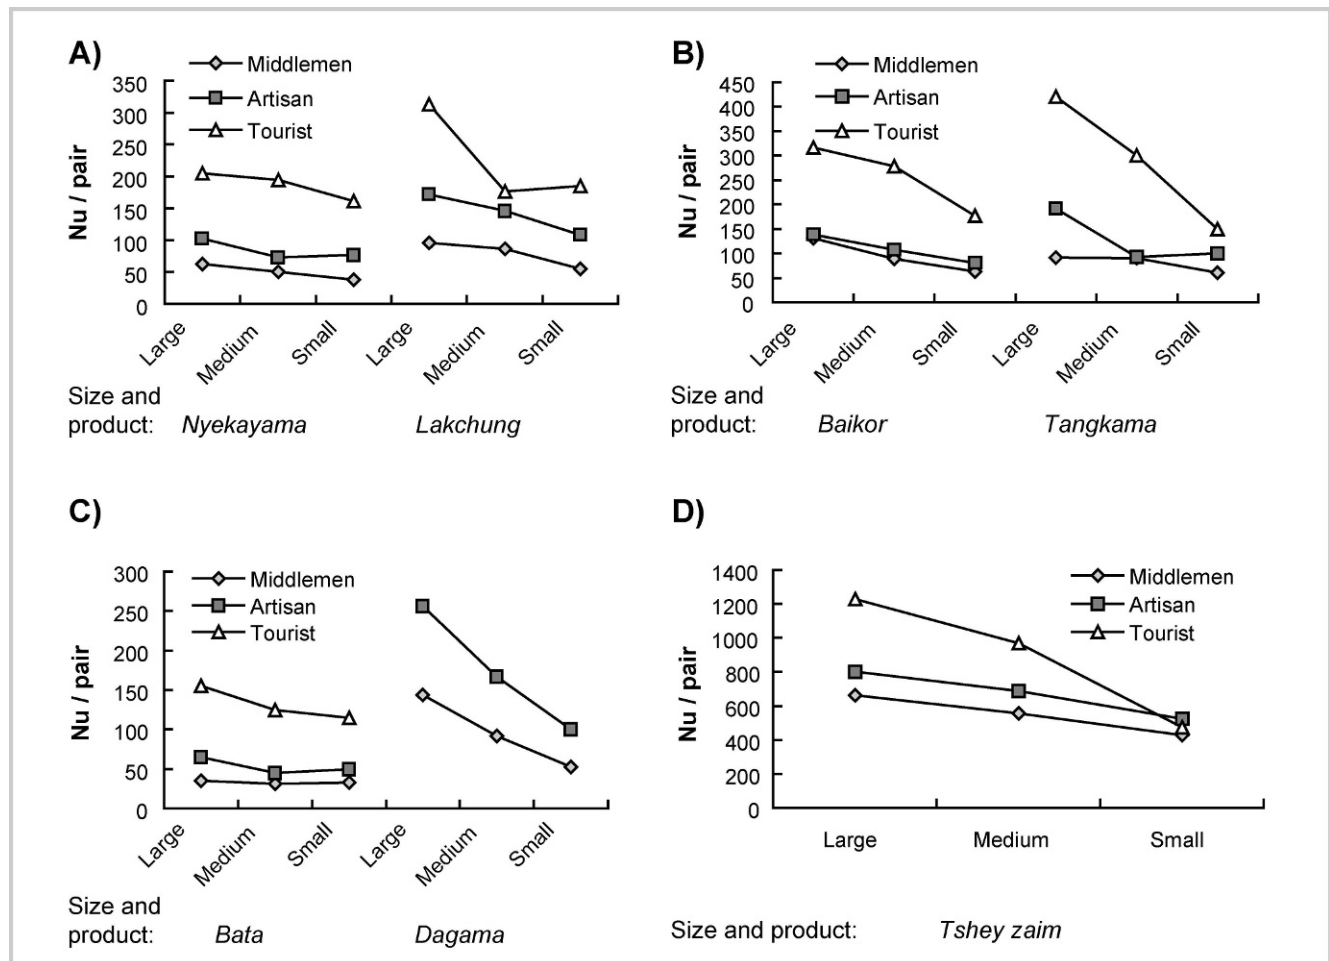 A)
Middlemen
Artisan
Tourist
Nu / pair
350
300
250
200
150
100
50
0
Large
Medium
Small
Large
Medium
Small
Size and
product: Nyekayama Lakchung
B)
Middlemen
Artisan
Tourist
Nu / pair
450
400
350
300
250
200
150
100
50
0
Large
Medium
Small
Large
Medium
Small
Size and
product: Baikor Tangkama
C)
Middlemen
Artisan
Tourist
Nu / pair
300
250
200
150
100
50
0
Large
Medium
Small
Large
Medium
Small
Size and
product: Bata Dagama
D)
Middlemen
Artisan
Tourist
Nu / pair
1400
1200
1000
800
600
400
200
0
Large Medium Small
Size and product: Tshey zaim